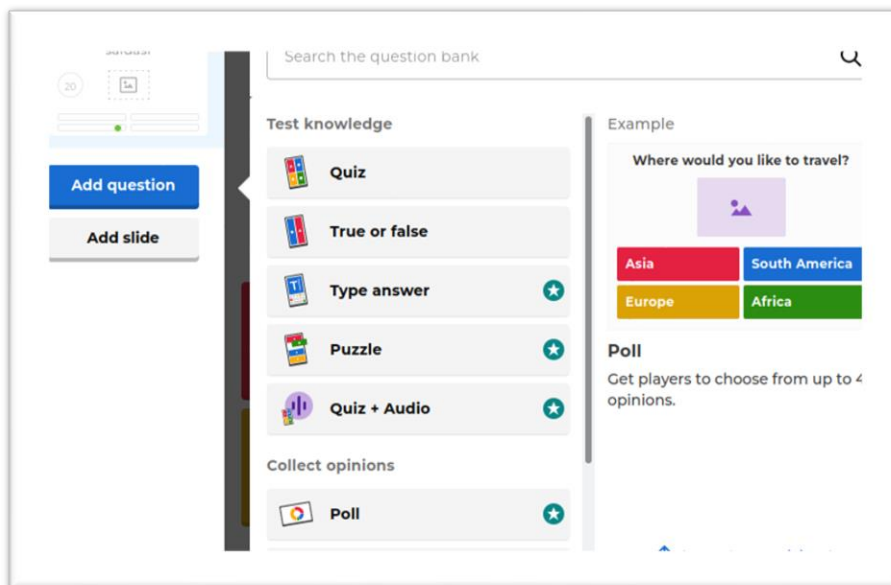 20
Add question
Add slide
Search the question bank
Test knowledge
Quiz
True or false
Type answer
Puzzle
Quiz + Audio
Collect opinions
Poll
Example
Where would you like to travel?
Asia
South America
Europe
Africa
Poll
Get players to choose from up to 4
opinions.